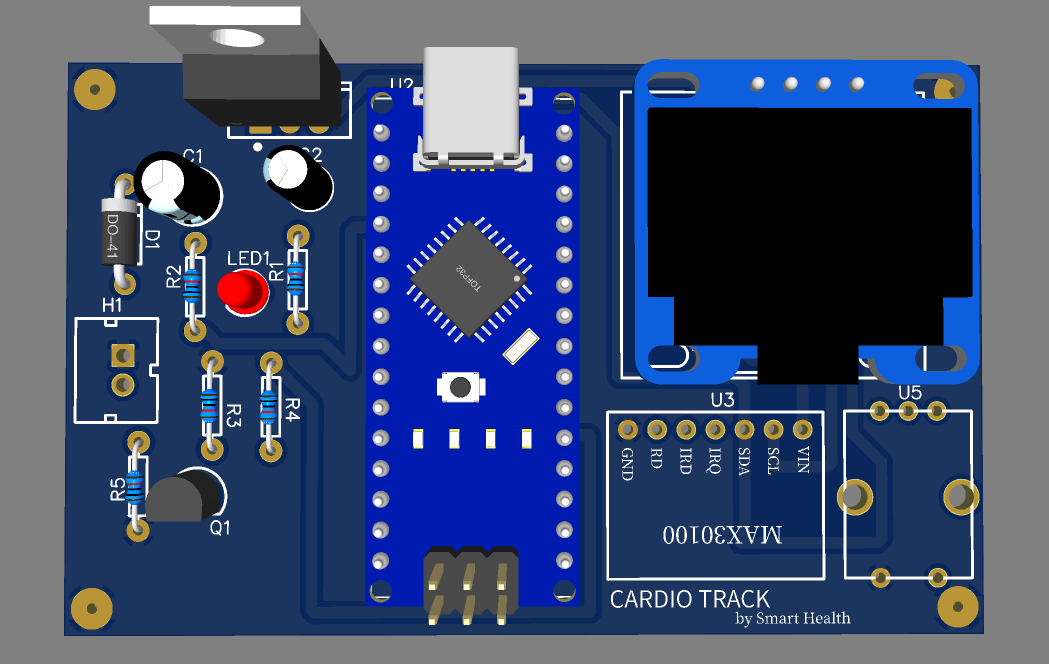 U2
C1
C2
DO-41
D1
R2
LED1
R1
TQFP32
H1
R3
R4
R5
Q1
U3
U5
GND
RD
IRD
IRQ
SDA
SCL
VIN
MAX30100
CARDIO TRACK
by Smart Health